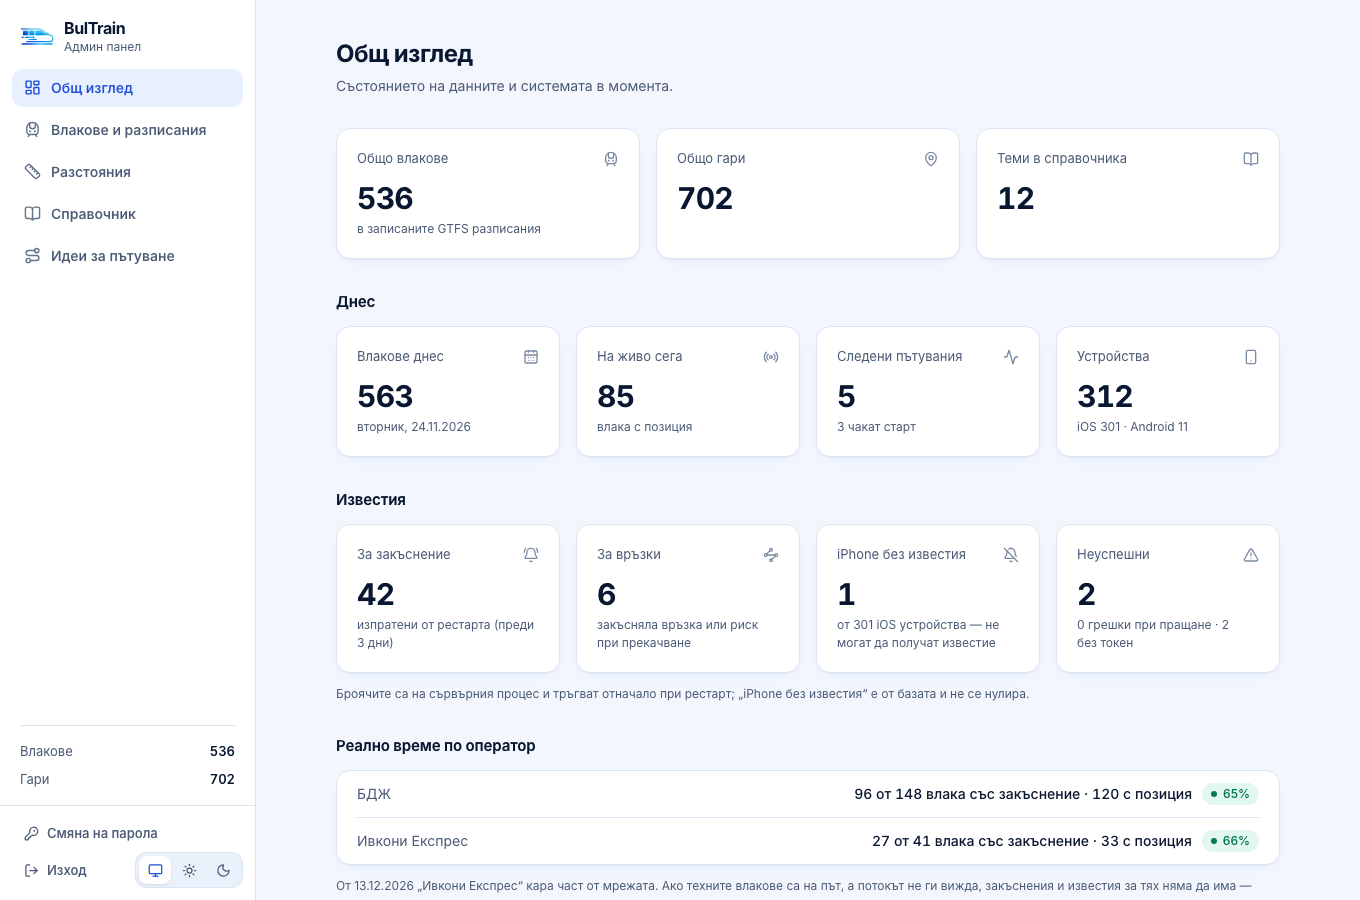 BulTrain
Админ панел
Общ изглед
Влакове и разписания
Разстояния
Справочник
Идеи за пътуване
Влакове 536
Гари 702
Смяна на парола
Изход
Общ изглед
Състоянието на данните и системата в момента.
Общо влакове
536
в записаните GTFS разписания
Общо гари
702
Теми в справочника
12
Днес
Влакове днес
563
вторник, 24.11.2026
На живо сега
85
влака с позиция
Следени пътувания
5
3 чакат старт
Устройства
312
iOS 301 · Android 11
Известия
За закъснение
42
изпратени от рестарта (преди
3 дни)
За връзки
6
закъсняла връзка или риск
при прекачване
iPhone без известия
1
от 301 iOS устройства — не
могат да получат известие
Неуспешни
2
0 грешки при пращане · 2
без токен
Броячите са на сървърния процес и тръгват отначало при рестарт; „iPhone без известия“ е от базата и не се нулира.
Реално време по оператор
БДЖ 96 от 148 влака със закъснение · 120 с позиция 65%
Ивкони Експрес 27 от 41 влака със закъснение · 33 с позиция 66%
От 13.12.2026 „Ивкони Експрес“ кара част от мрежата. Ако техните влакове са на път, а потокът не ги вижда, закъснения и известия за тях няма да има —